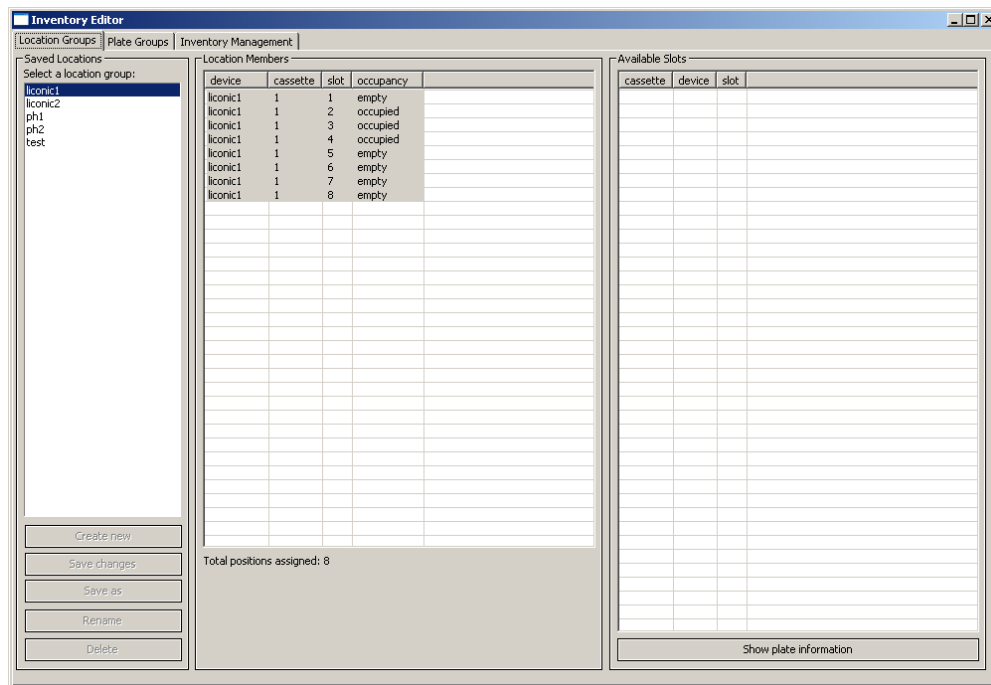 Inventory Editor
Location Groups Plate Groups Inventory Management
Saved Locations
Select a location group:
liconic1
liconic2
ph1
ph2
test
Create new
Save changes
Save as
Rename
Delete
Location Members
device cassette slot occupancy
liconic1 1 1 empty
liconic1 1 2 occupied
liconic1 1 3 occupied
liconic1 1 4 occupied
liconic1 1 5 empty
liconic1 1 6 empty
liconic1 1 7 empty
liconic1 1 8 empty
Total positions assigned: 8
Available Slots
cassette device slot
Show plate information